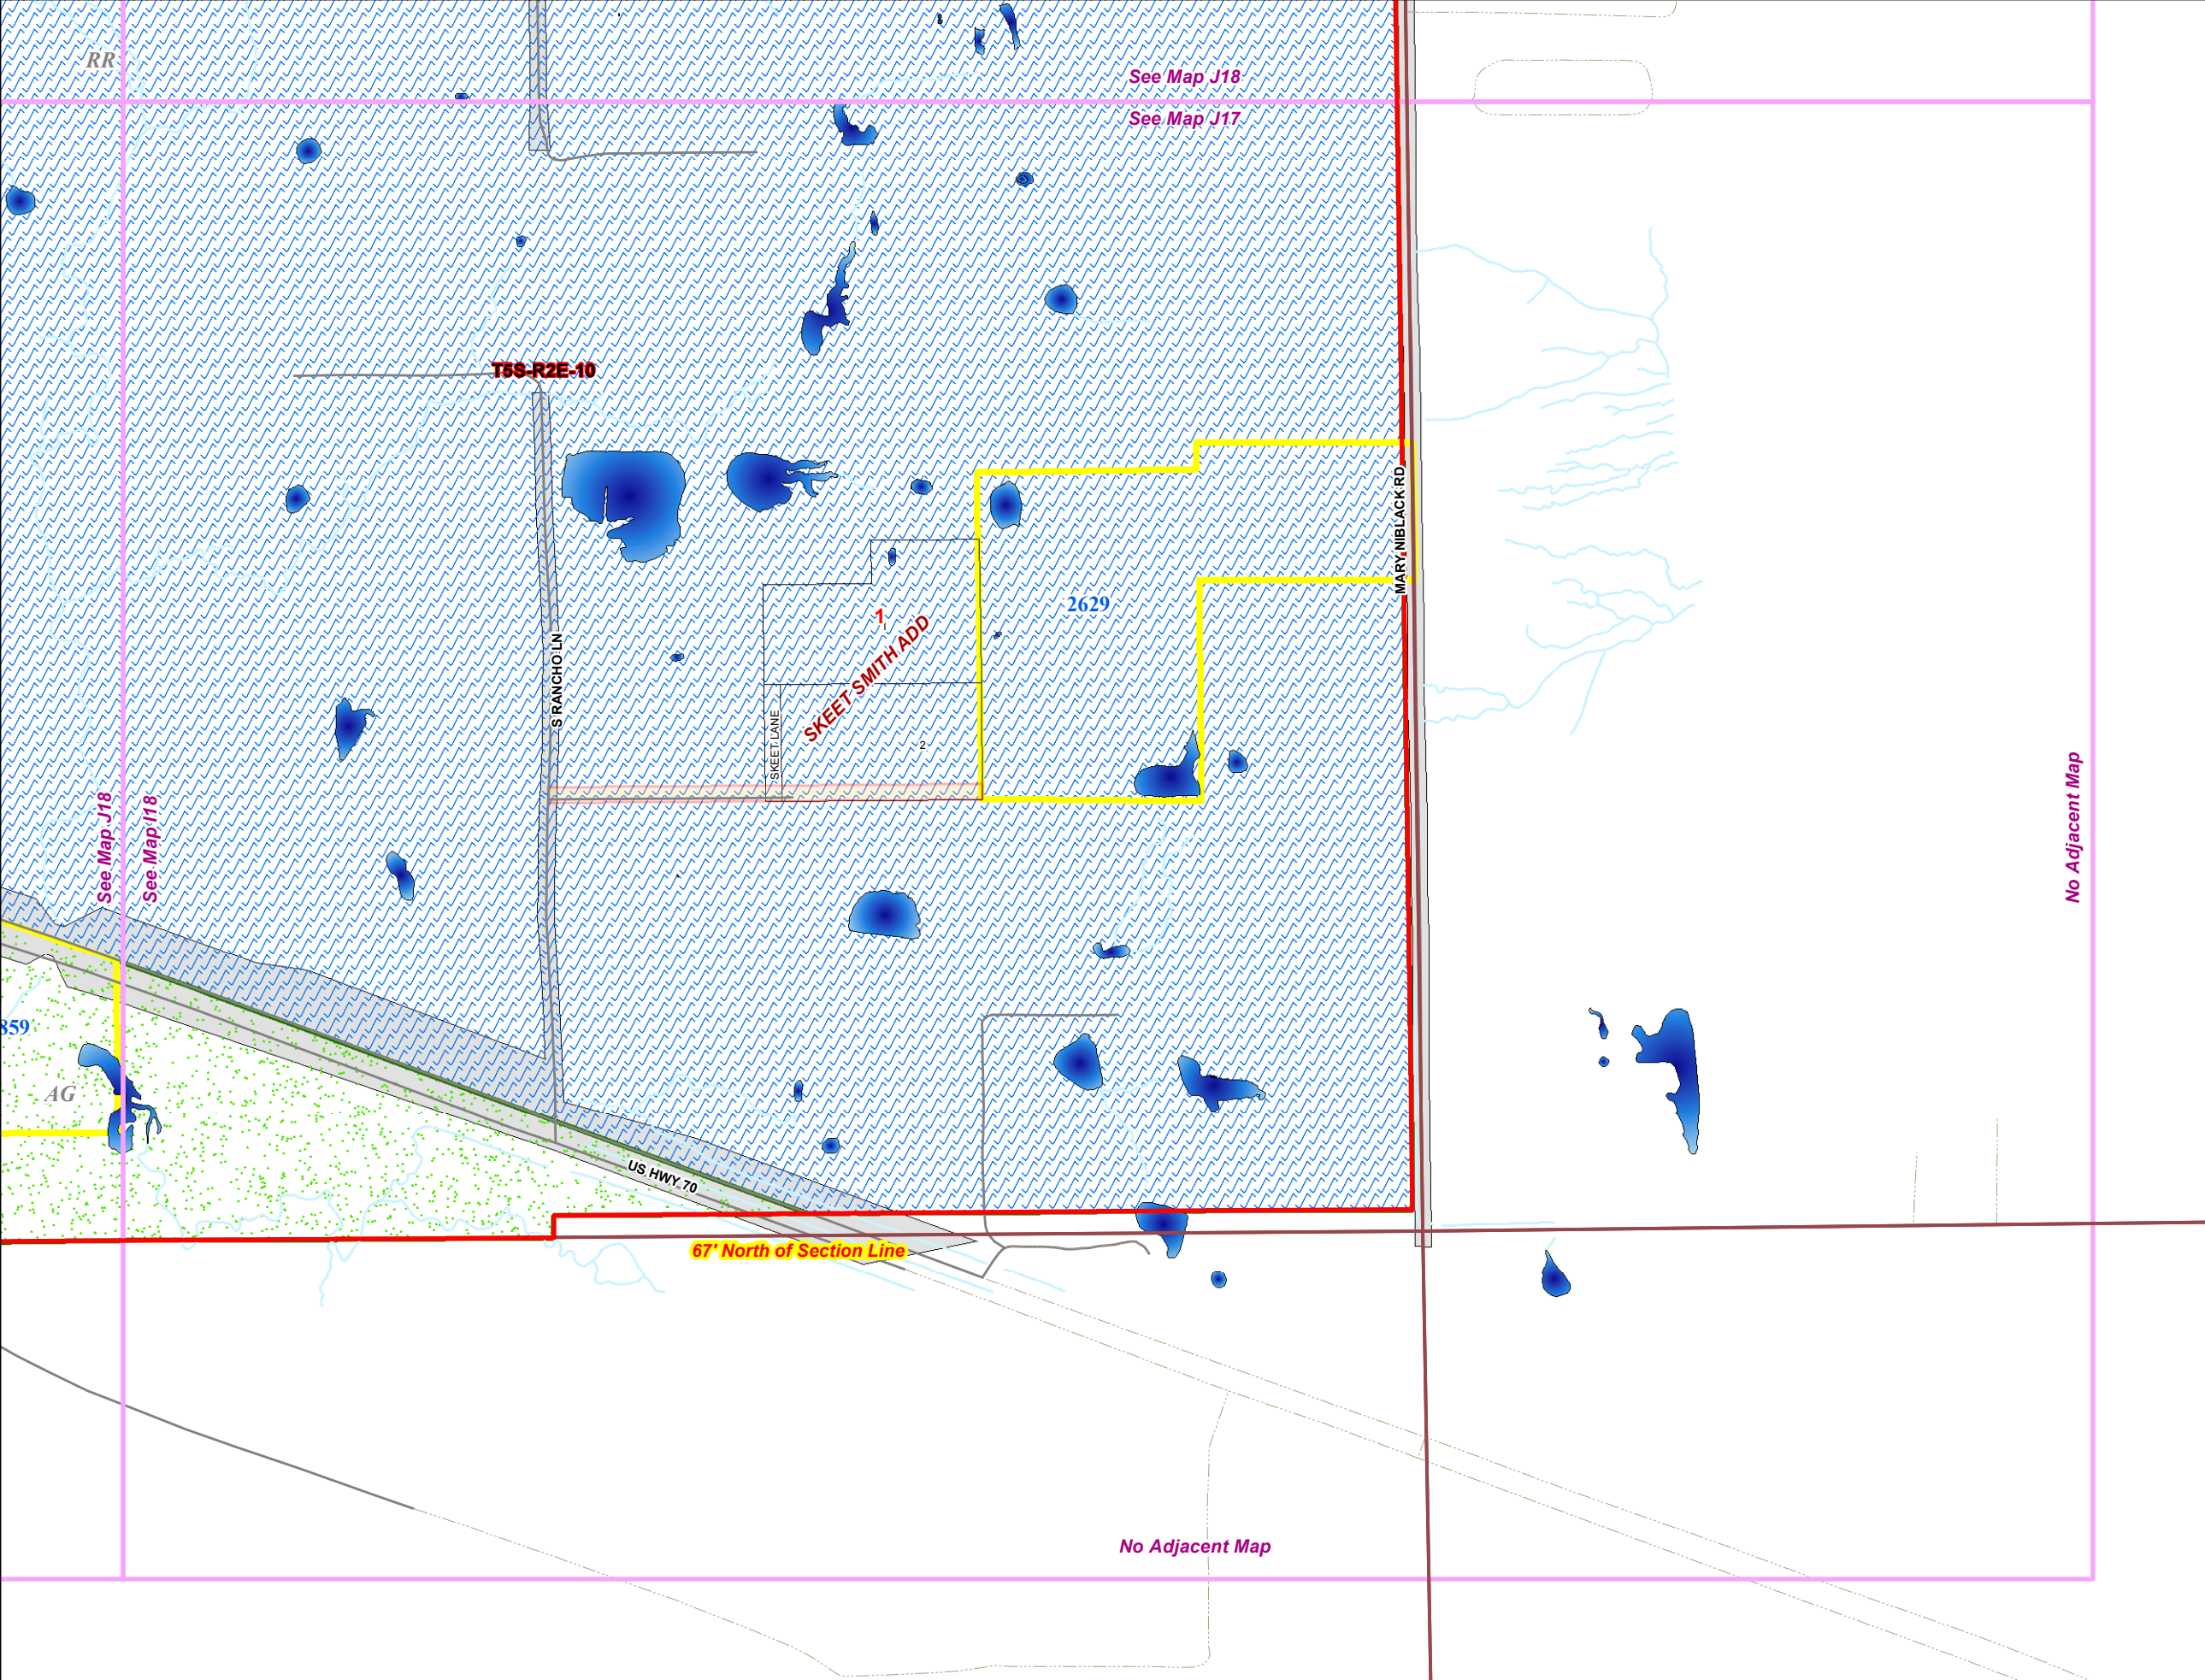 RR
See Map J18
See Map J17
T5S-R2E-10
MARY NIBLACK RD
2629
1
SKEET SMITH ADD
S RANCHO LN
SKEET LANE
2
See Map J18
See Map I18
No Adjacent Map
859
AG
US HWY 70
67' North of Section Line
No Adjacent Map